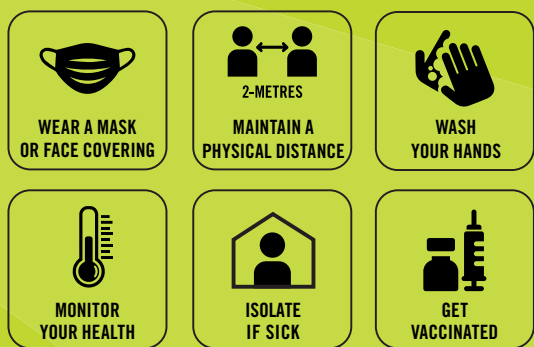 WEAR A MASK
OR FACE COVERING
2-METRES
MAINTAIN A
PHYSICAL DISTANCE
WASH
YOUR HANDS
MONITOR
YOUR HEALTH
ISOLATE
IF SICK
GET
VACCINATED